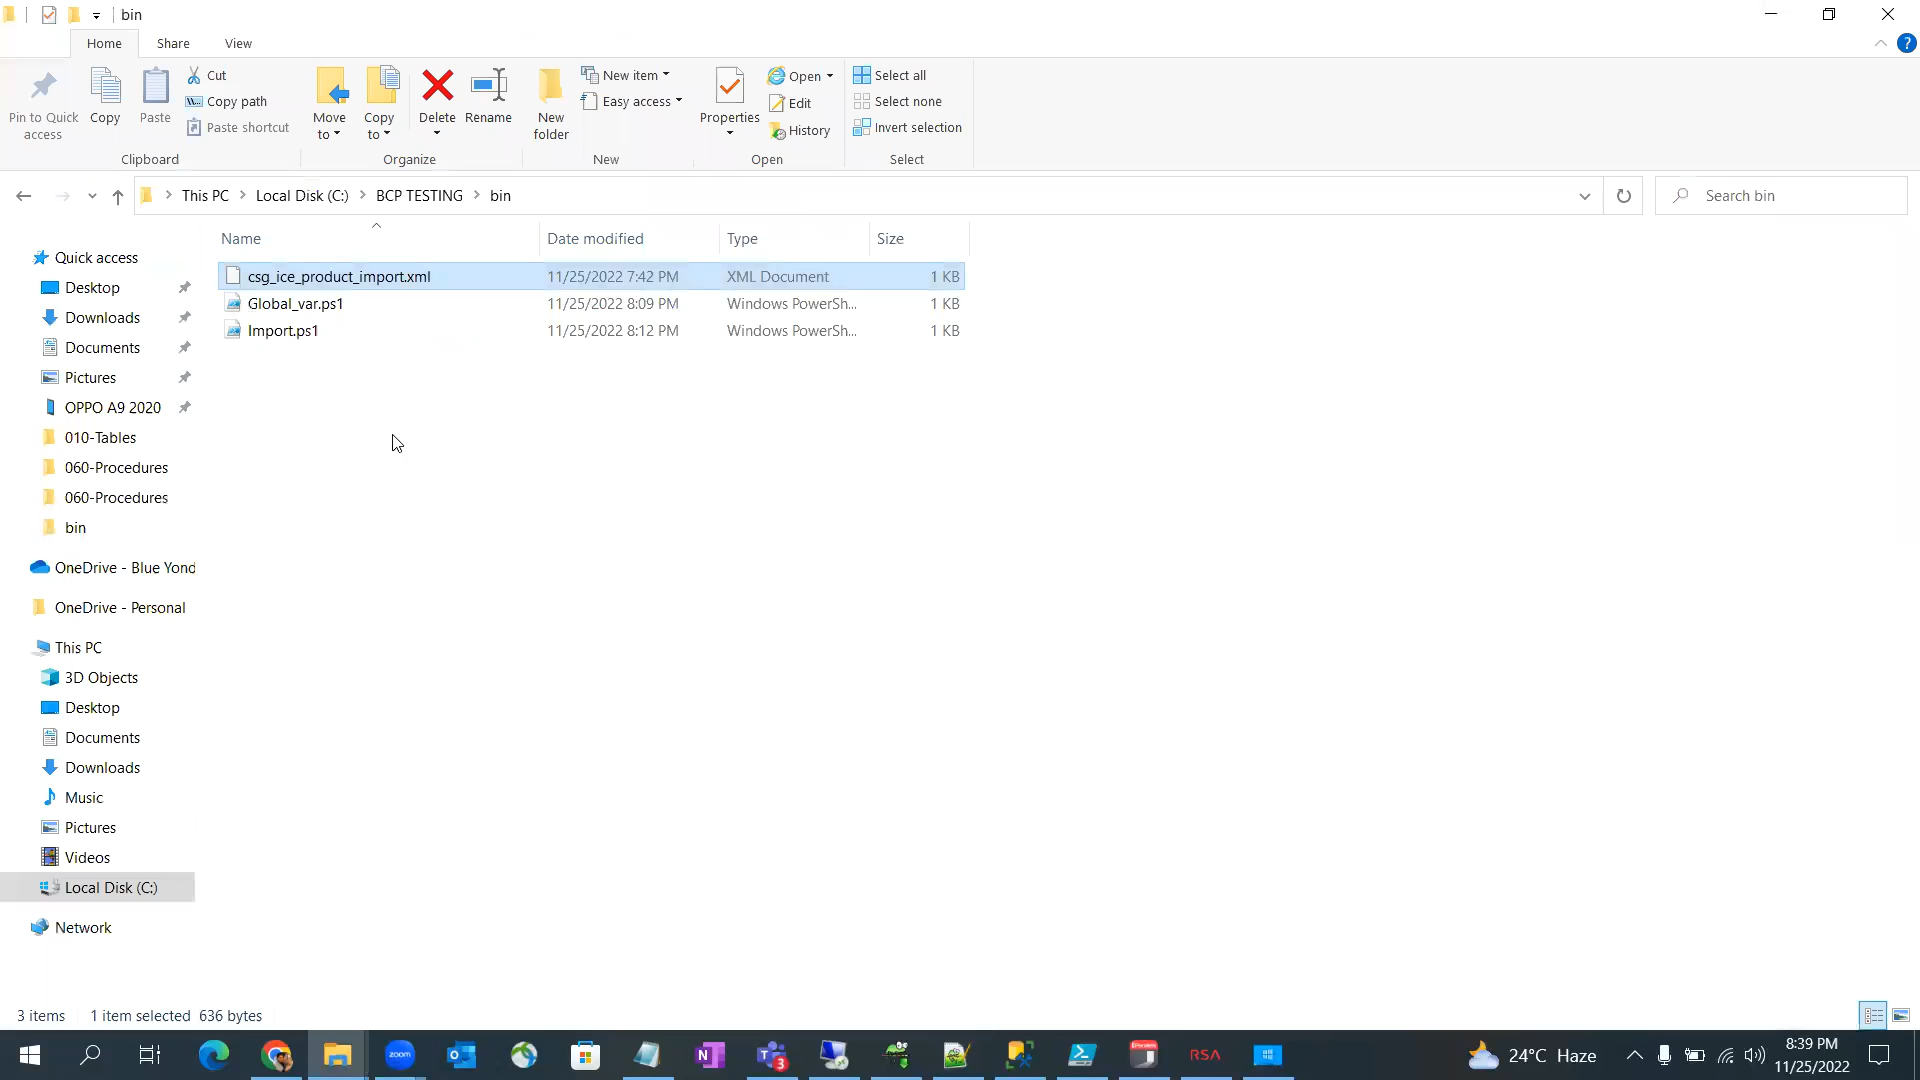 bin
Home Share View
Pin to Quick access
Copy
Paste
Cut
Copy path
Paste shortcut
Clipboard
Move to
Copy to
Delete
Rename
Organize
New folder
New item
Easy access
New
Properties
Open
Edit
History
Open
Select all
Select none
Invert selection
Select
This PC > Local Disk (C:) > BCP TESTING > bin
Search bin
Name Date modified Type Size
csg_ice_product_import.xml 11/25/2022 7:42 PM XML Document 1 KB
Global_var.ps1 11/25/2022 8:09 PM Windows PowerSh... 1 KB
Import.ps1 11/25/2022 8:12 PM Windows PowerSh... 1 KB
Quick access
Desktop
Downloads
Documents
Pictures
OPPO A9 2020
010-Tables
060-Procedures
060-Procedures
bin
OneDrive - Blue Yond
OneDrive - Personal
This PC
3D Objects
Desktop
Documents
Downloads
Music
Pictures
Videos
Local Disk (C:)
Network
3 items 1 item selected 636 bytes
zoom
3
RSA
24°C Haze
8:39 PM
11/25/2022